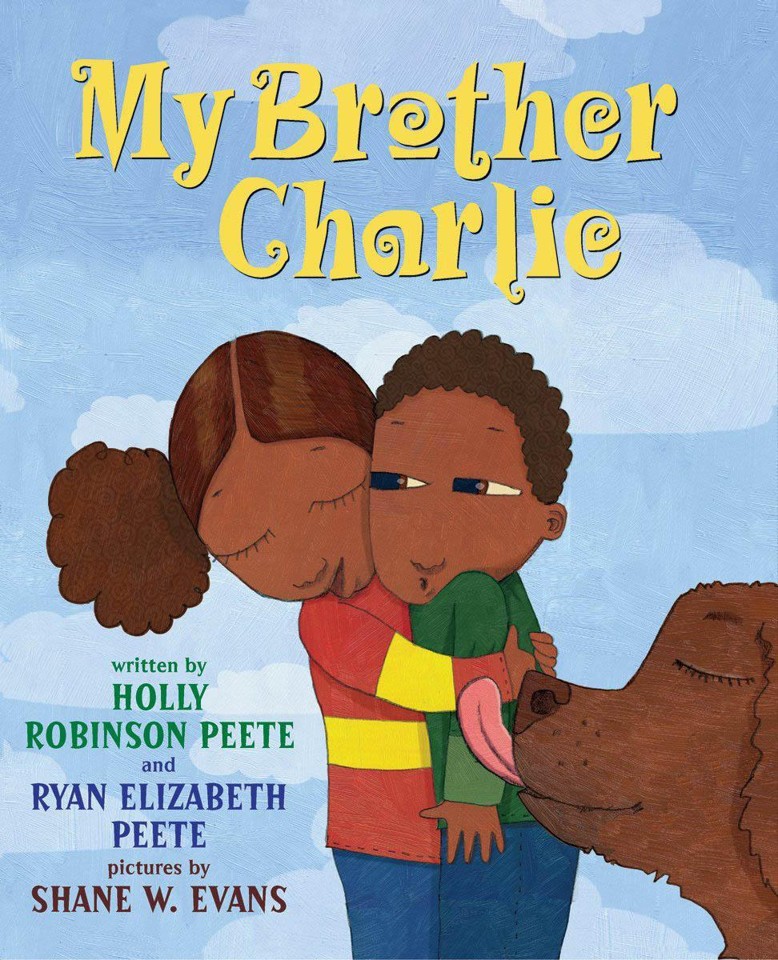 My Brother
Charlie
written by
HOLLY
ROBINSON PEETE
and
RYAN ELIZABETH
PEETE
pictures by
SHANE W. EVANS